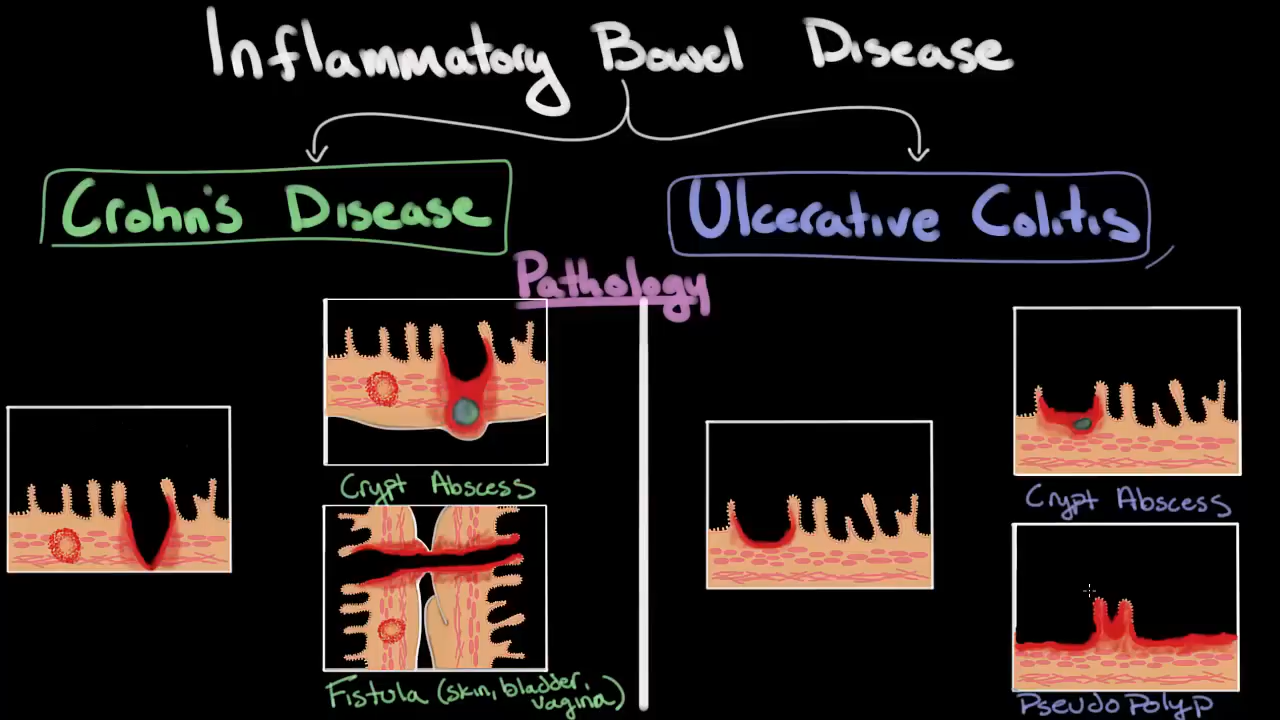 Inflammatory Bowel Disease
Crohn's Disease
Ulcerative Colitis
Pathology
Crypt Abscess
Fistula (skin, bladder, vagina)
Crypt Abscess
Pseudo Polyp